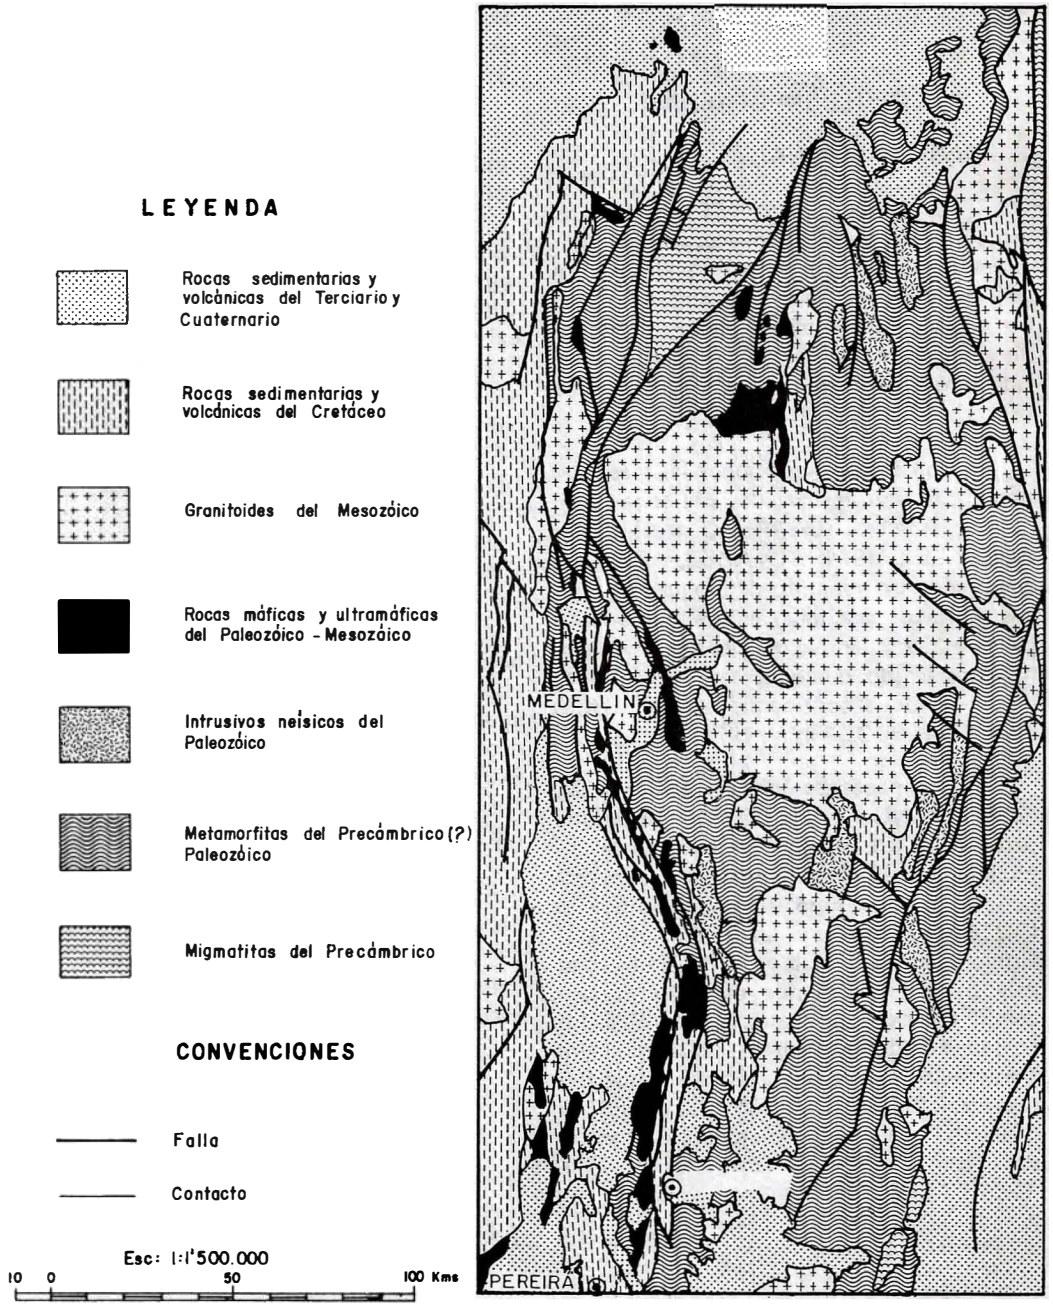 LEYENDA
Rocas sedimentarias y
volcánicas del Terciario y
Cuaternario
Rocas sedimentarias y
volcánicas del Cretáceo
Granitoides del Mesozóico
Rocas máficas y ultramáficas
del Paleozóico - Mesozóico
Intrusivos neísicos del
Paleozóico
Metamorfitas del Precámbrico (?)
Paleozóico
Migmatitas del Precámbrico
CONVENCIONES
Falla
Contacto
Esc: 1:1'500.000
10 0 50 100 Kms
MEDELLIN
PEREIRA